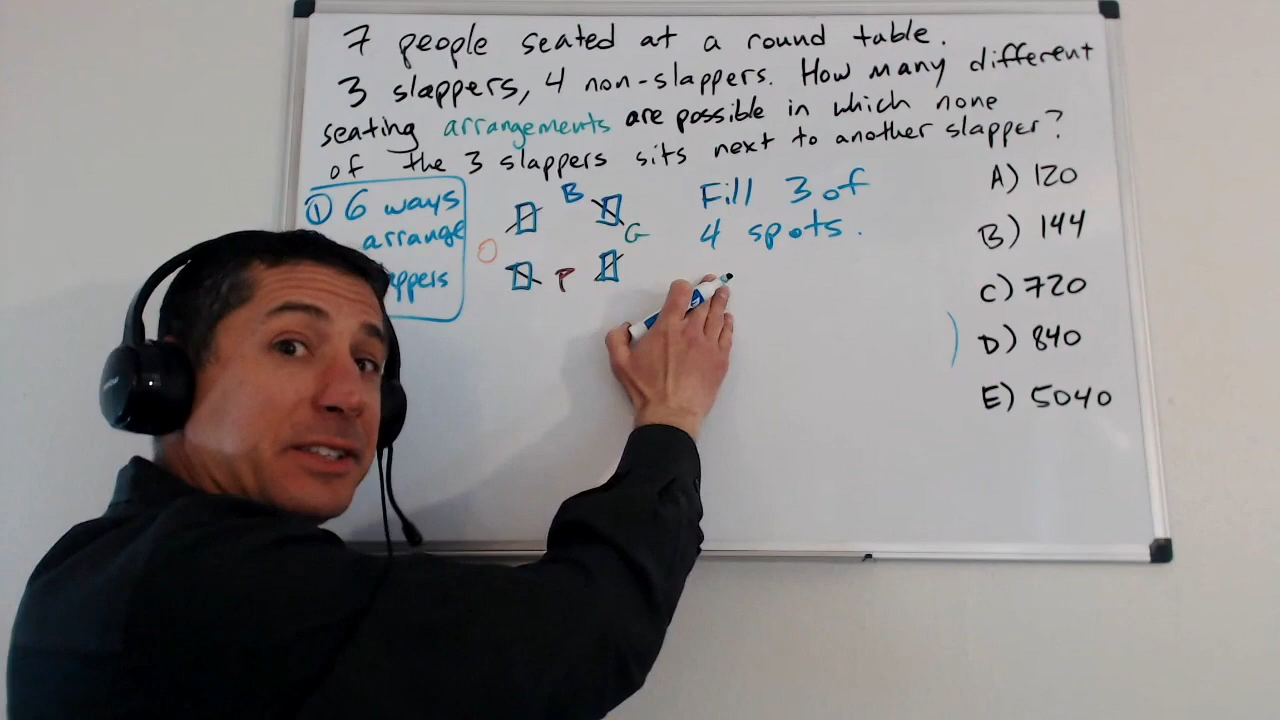 7 people seated at a round table.
3 slappers, 4 non-slappers. How many different
seating arrangements are possible in which none
of the 3 slappers sits next to another slapper?
① 6 ways
arrange
ppers
B
G
O
P
Fill 3 of
4 spots.
A) 120
B) 144
C) 720
D) 840
E) 5040